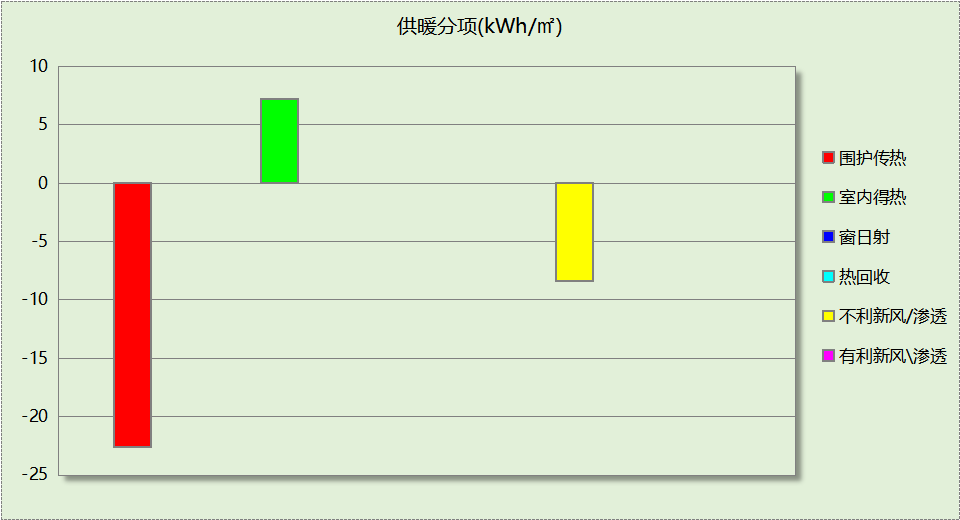 供暖分项(kWh/㎡)
10
5
0
-5
-10
-15
-20
-25
围护传热
室内得热
窗日射
热回收
不利新风/渗透
有利新风\渗透